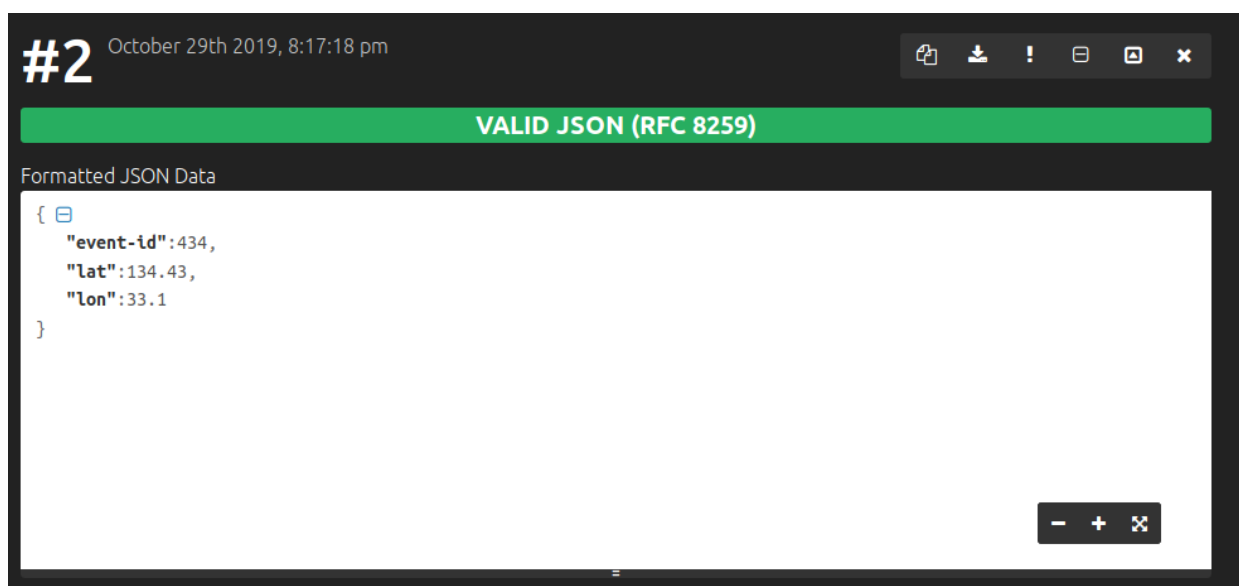 #2 October 29th 2019, 8:17:18 pm
VALID JSON (RFC 8259)
Formatted JSON Data
{
"event-id":434,
"lat":134.43,
"lon":33.1
}